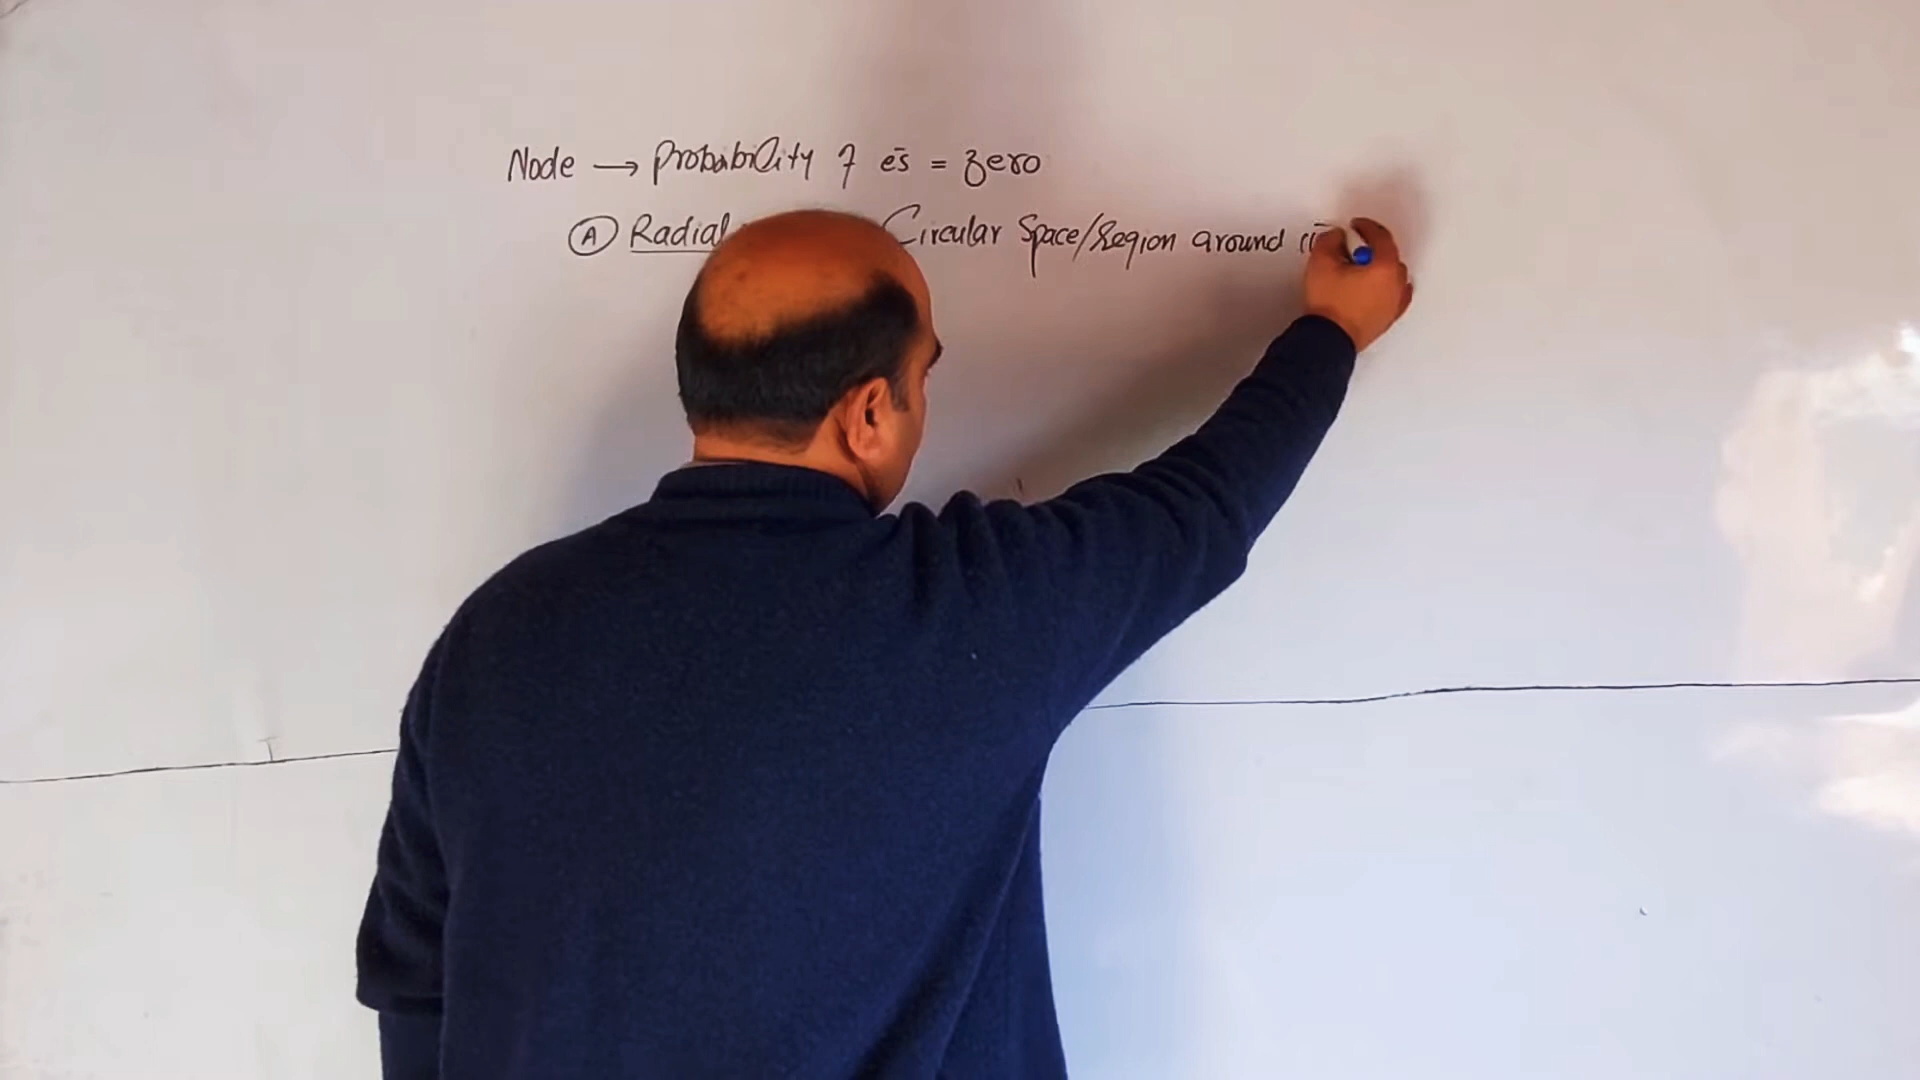 Node → Probability of ēs = Zero
(A) Radial Circular Space/Region around